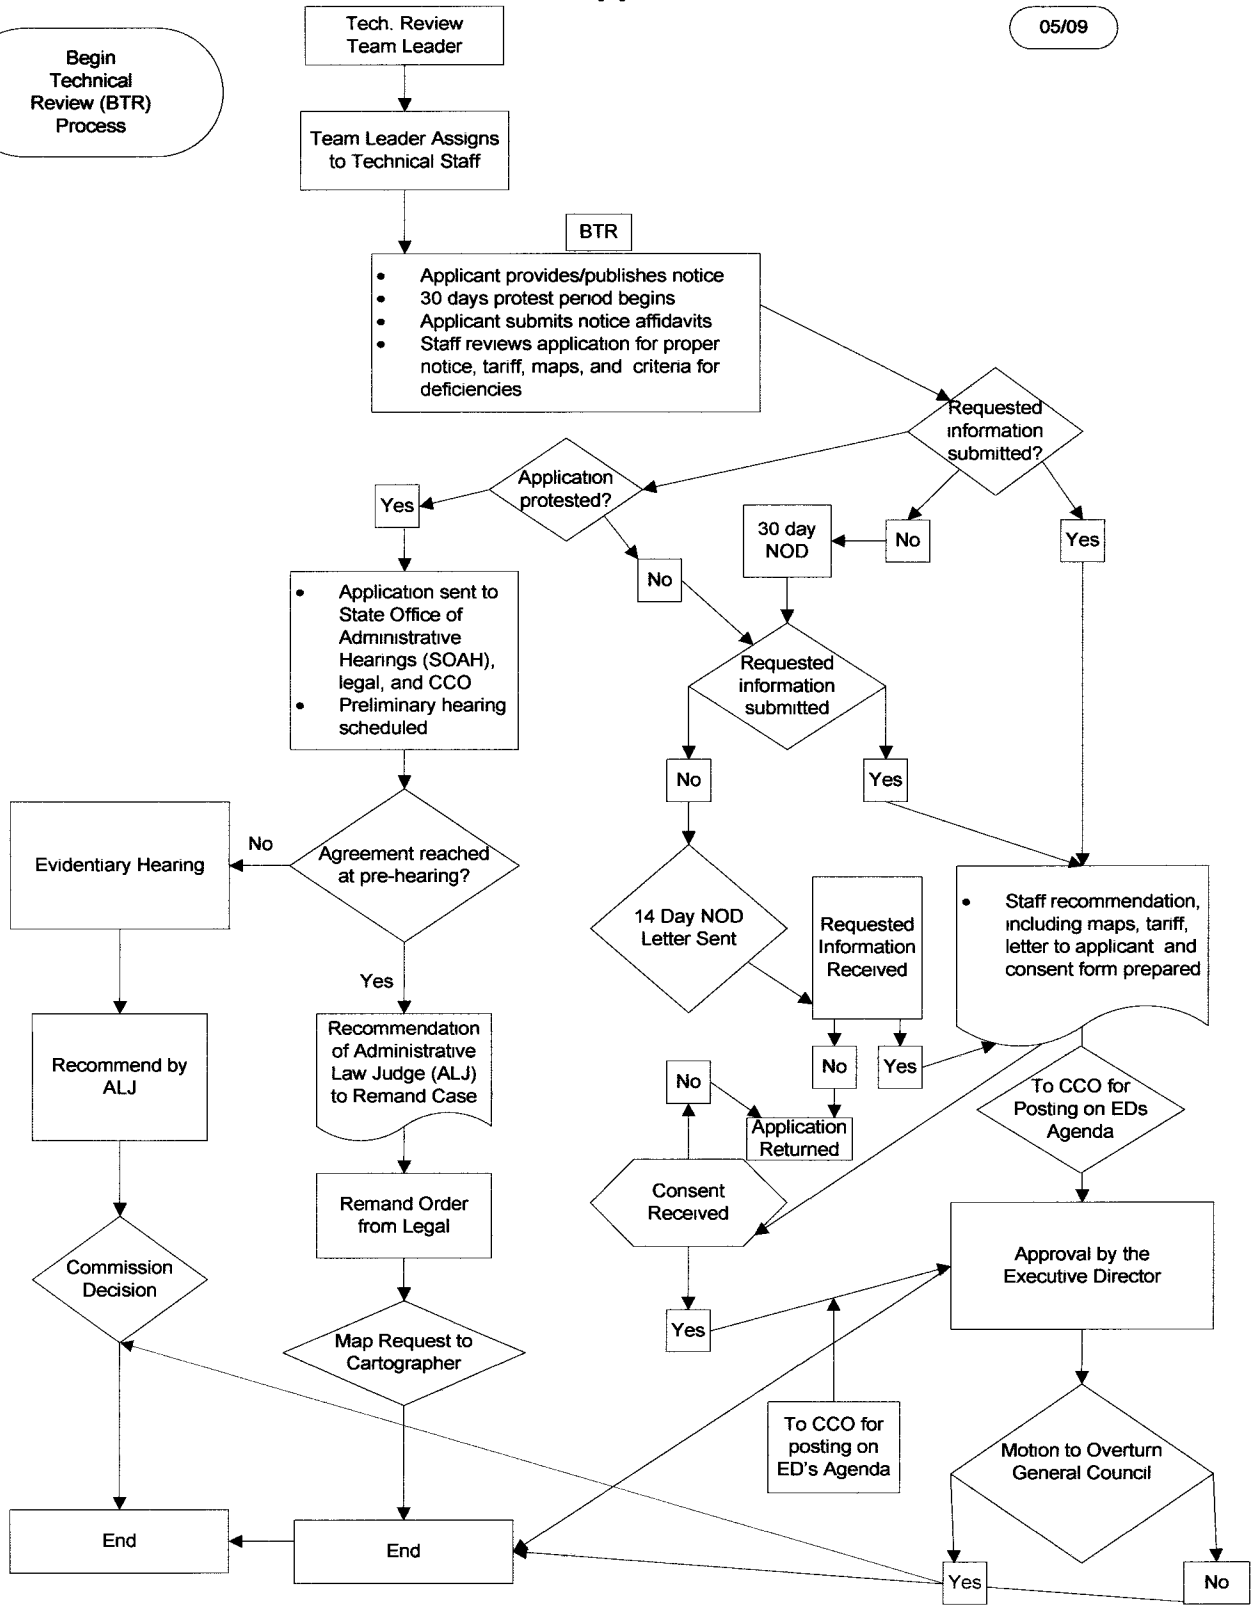 Tech. Review
Team Leader
05/09
Begin
Technical
Review (BTR)
Process
Team Leader Assigns
to Technical Staff
BTR
• Applicant provides/publishes notice
• 30 days protest period begins
• Applicant submits notice affidavits
• Staff reviews application for proper
notice, tariff, maps, and criteria for
deficiencies
Requested
information
submitted?
Application
protested?
Yes
30 day
NOD
No
Yes
No
• Application sent to
State Office of
Administrative
Hearings (SOAH),
legal, and CCO
• Preliminary hearing
scheduled
Requested
information
submitted
No
Yes
Evidentiary Hearing
No
Agreement reached
at pre-hearing?
14 Day NOD
Letter Sent
Requested
Information
Received
• Staff recommendation,
including maps, tariff,
letter to applicant and
consent form prepared
Yes
Recommend by
ALJ
Recommendation
of Administrative
Law Judge (ALJ)
to Remand Case
No
No
Yes
To CCO for
Posting on EDs
Agenda
Application
Returned
Remand Order
from Legal
Consent
Received
Commission
Decision
Approval by the
Executive Director
Map Request to
Cartographer
Yes
To CCO for
posting on
ED's Agenda
Motion to Overturn
General Council
End
End
Yes
No